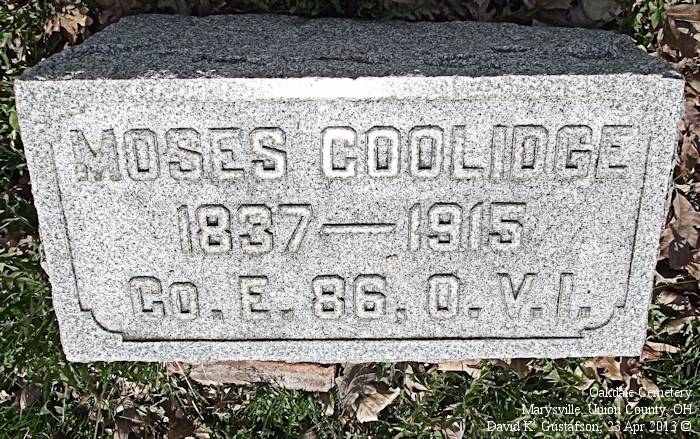 MOSES COOLIDGE
1837—1915
Co. E. 86. O. V. I.
Oakdale Cemetery
Marysville, Union County, OH
David K. Gustafson, 23 Apr 2013 ©